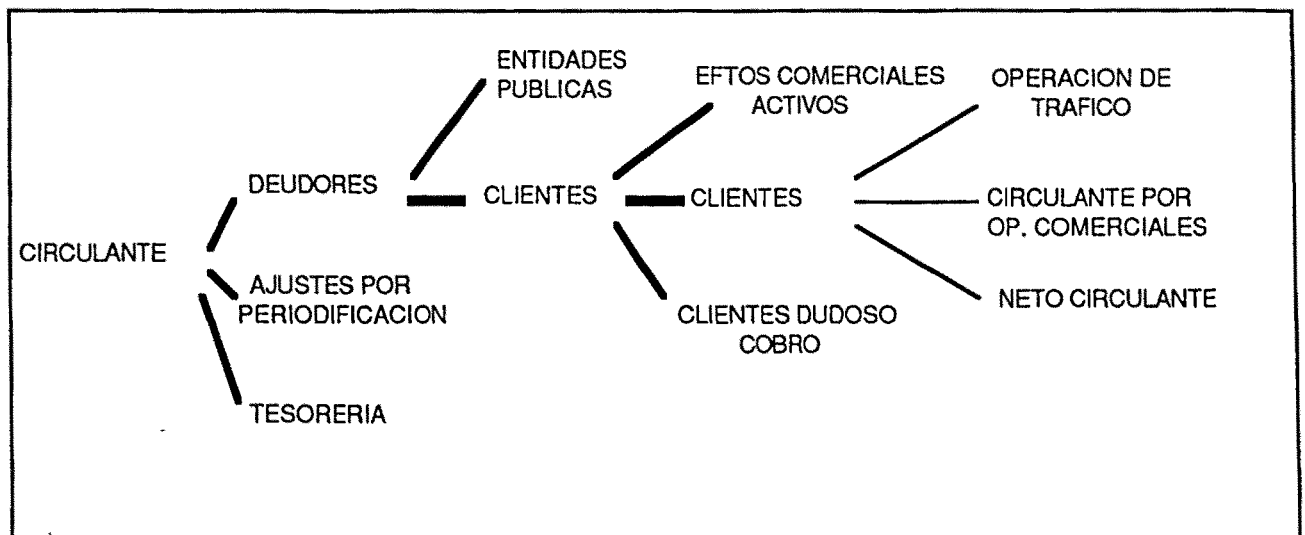 ENTIDADES
PUBLICAS
EFTOS COMERCIALES
ACTIVOS
OPERACION DE
TRAFICO
DEUDORES
CLIENTES
CLIENTES
CIRCULANTE POR
OP. COMERCIALES
CIRCULANTE
AJUSTES POR
PERIODIFICACION
CLIENTES DUDOSO
COBRO
NETO CIRCULANTE
TESORERIA